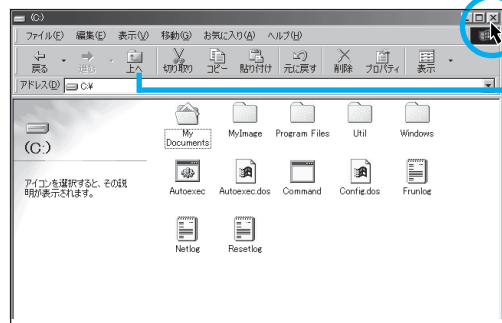 (C:)
ファイル(F) 編集(E) 表示(V) 移動(G) お気に入り(A) ヘルプ(H)
戻る 進む 上へ 切り取り コピー 貼り付け 元に戻す 削除 プロパティ 表示
アドレス(D) C:¥
(C:)
アイコンを選択すると、その説
明が表示されます。
My Documents MyImage Program Files Util Windows
Autoexec Autoexec.dos Command Config.dos Frunlog
Netlog Resetlog